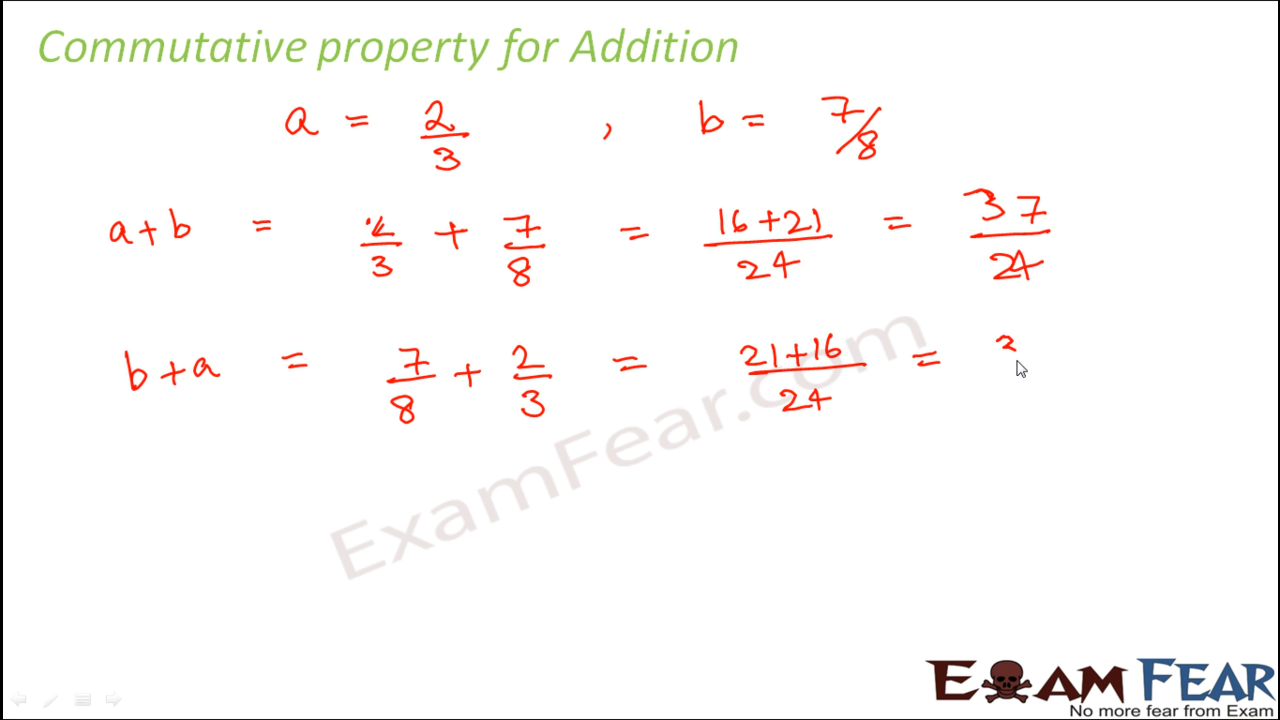 Commutative property for Addition
a = 2/3 , b = 7/8
a+b = 2/3 + 7/8 = 16+21/24 = 37/24
b+a = 7/8 + 2/3 = 21+16/24 =
ExamFear.com
EXAM FEAR
No more fear from Exam